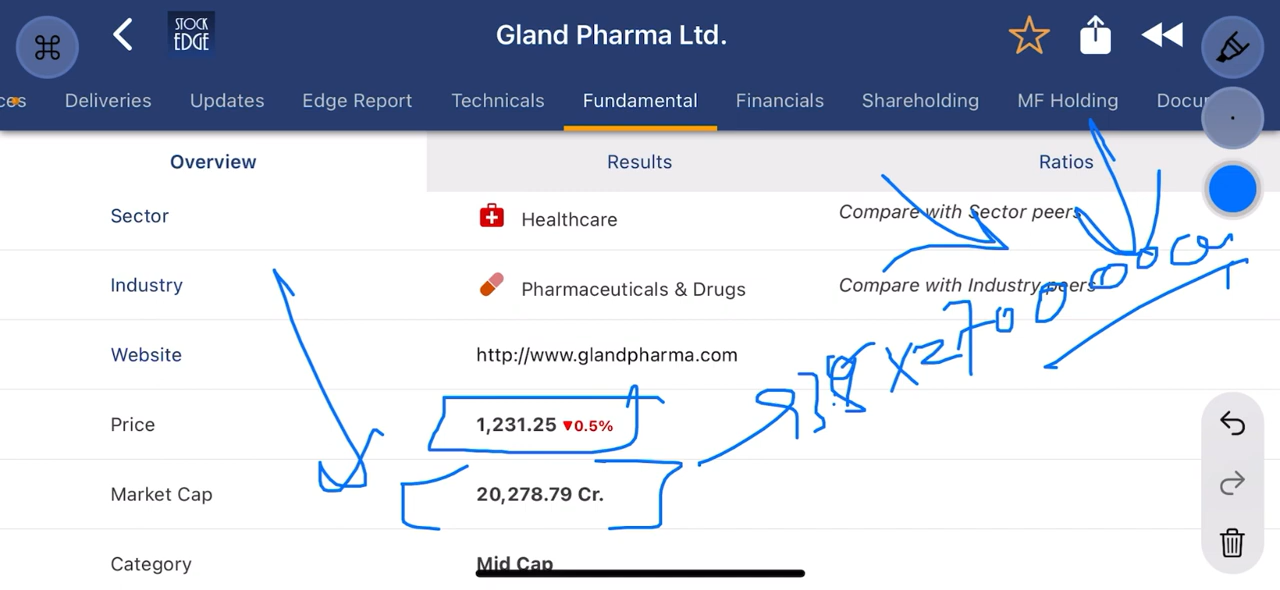 STOCK EDGE
Gland Pharma Ltd.
Deliveries Updates Edge Report Technicals Fundamental Financials Shareholding MF Holding
Overview Results Ratios
Sector Healthcare Compare with Sector peers
Industry Pharmaceuticals & Drugs Compare with Industry peers
Website http://www.glandpharma.com
Price 1,231.25 ▼0.5%
Market Cap 20,278.79 Cr.
Category Mid Cap